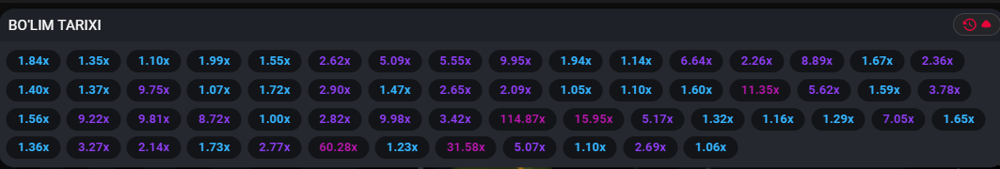 BO'LIM TARIXI
1.84x 1.35x 1.10x 1.99x 1.55x 2.62x 5.09x 5.55x 9.95x 1.94x 1.14x 6.64x 2.26x 8.89x 1.67x 2.36x
1.40x 1.37x 9.75x 1.07x 1.72x 2.90x 1.47x 2.65x 2.09x 1.05x 1.10x 1.60x 11.35x 5.62x 1.59x 3.78x
1.56x 9.22x 9.81x 8.72x 1.00x 2.82x 9.98x 3.42x 114.87x 15.95x 5.17x 1.32x 1.16x 1.29x 7.05x 1.65x
1.36x 3.27x 2.14x 1.73x 2.77x 60.28x 1.23x 31.58x 5.07x 1.10x 2.69x 1.06x